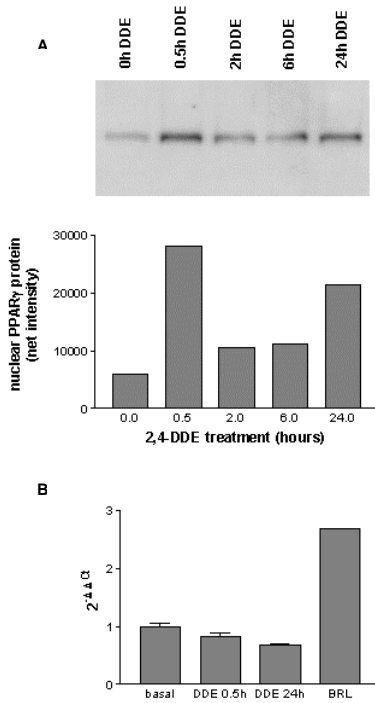 A
0h DDE
0.5h DDE
2h DDE
6h DDE
24h DDE
nuclear PPARγ protein
(net intensity)
30000
20000
10000
0
0.0 0.5 2.0 6.0 24.0
2,4-DDE treatment (hours)
B
2^-ΔΔCt
3
2
1
0
basal DDE 0.5h DDE 24h BRL